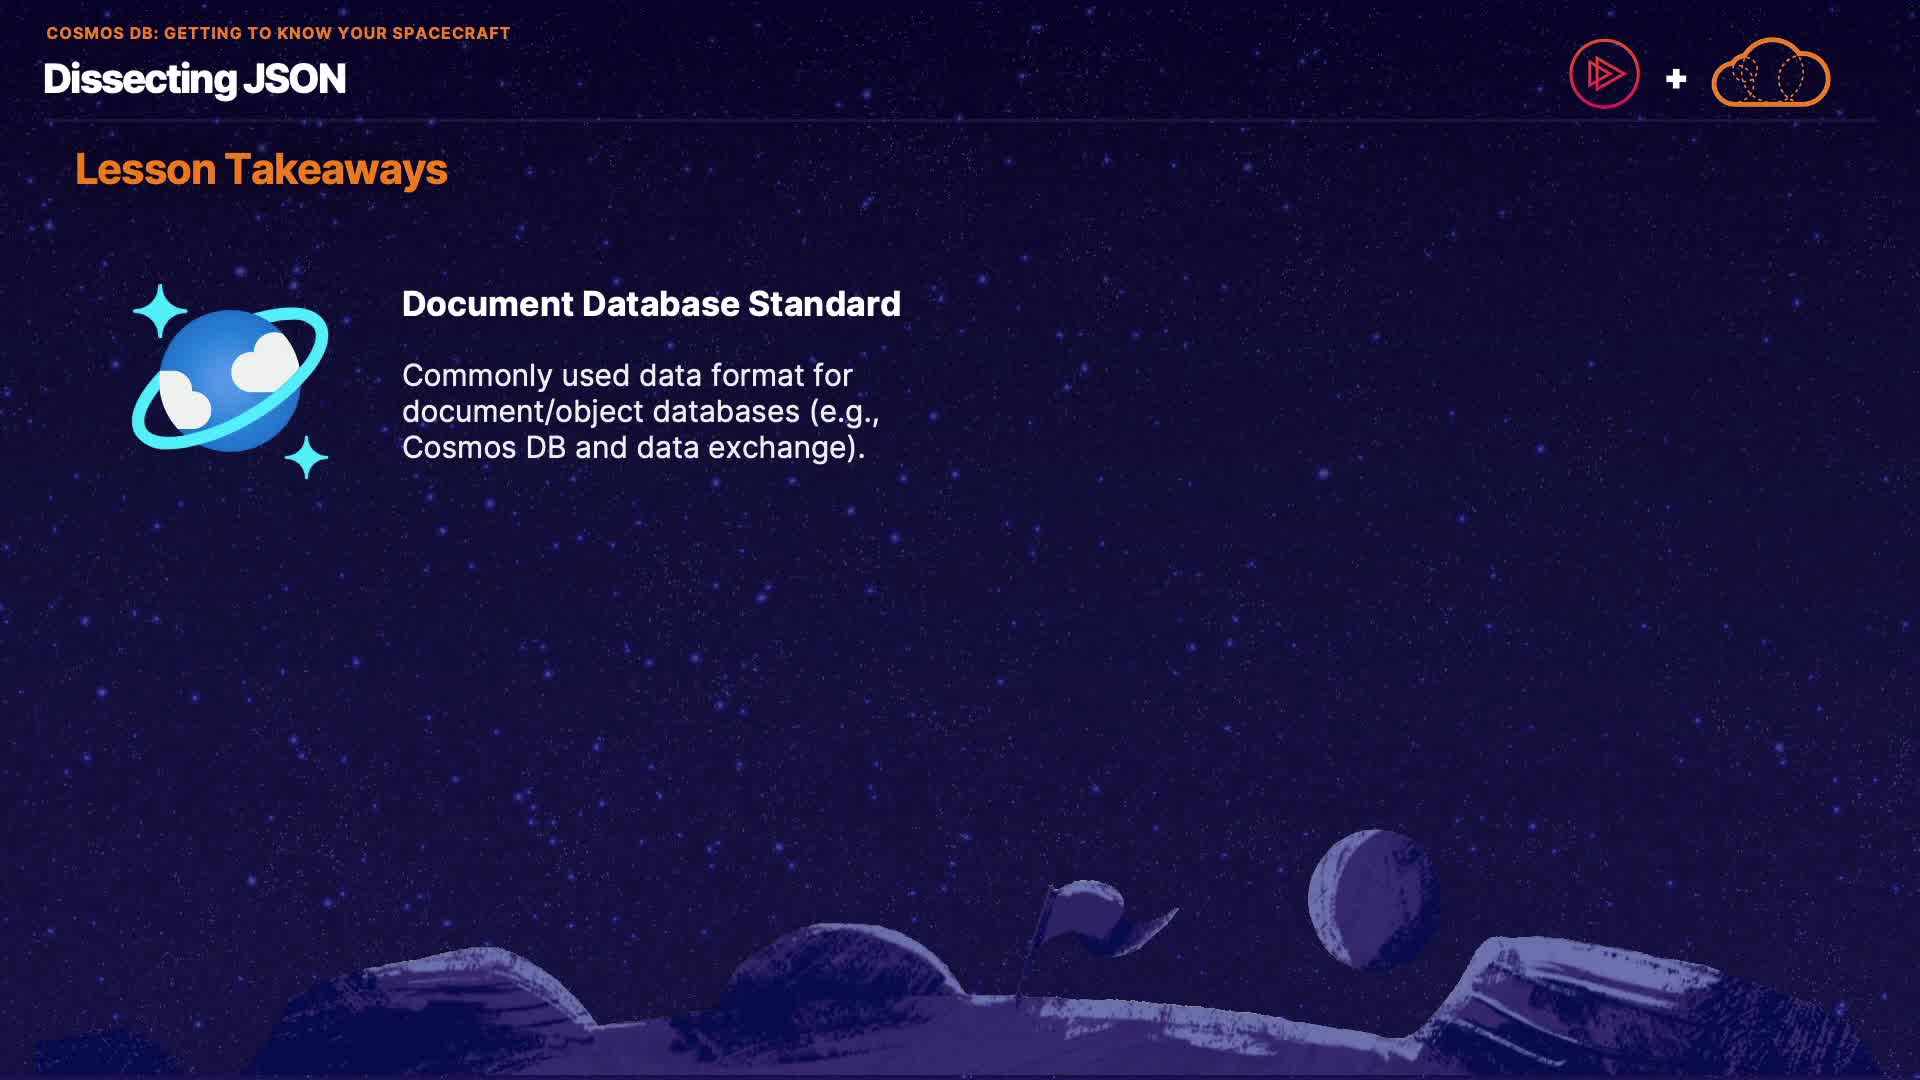 COSMOS DB: GETTING TO KNOW YOUR SPACECRAFT
Dissecting JSON
Lesson Takeaways
Document Database Standard
Commonly used data format for
document/object databases (e.g.,
Cosmos DB and data exchange).